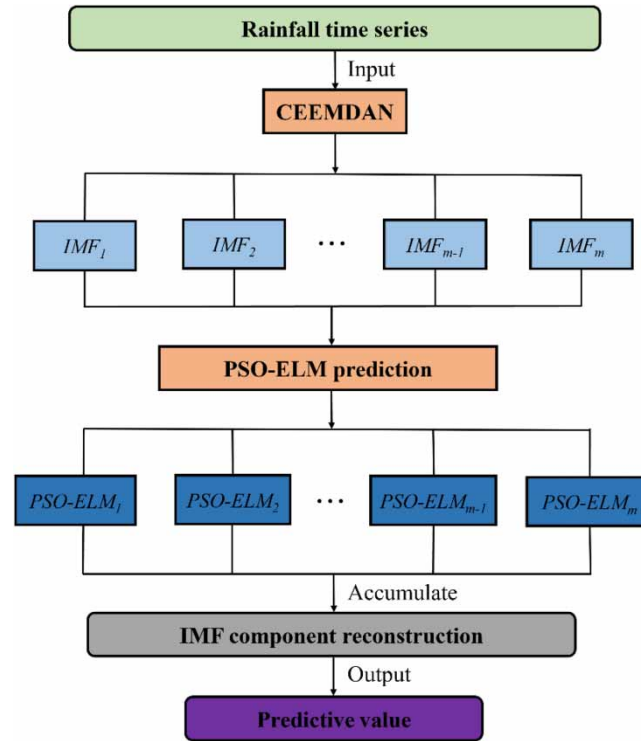 Rainfall time series
Input
CEEMDAN
IMF₁ IMF₂ ... IMFₘ₋₁ IMFₘ
PSO-ELM prediction
PSO-ELM₁ PSO-ELM₂ ... PSO-ELMₘ₋₁ PSO-ELMₘ
Accumulate
IMF component reconstruction
Output
Predictive value